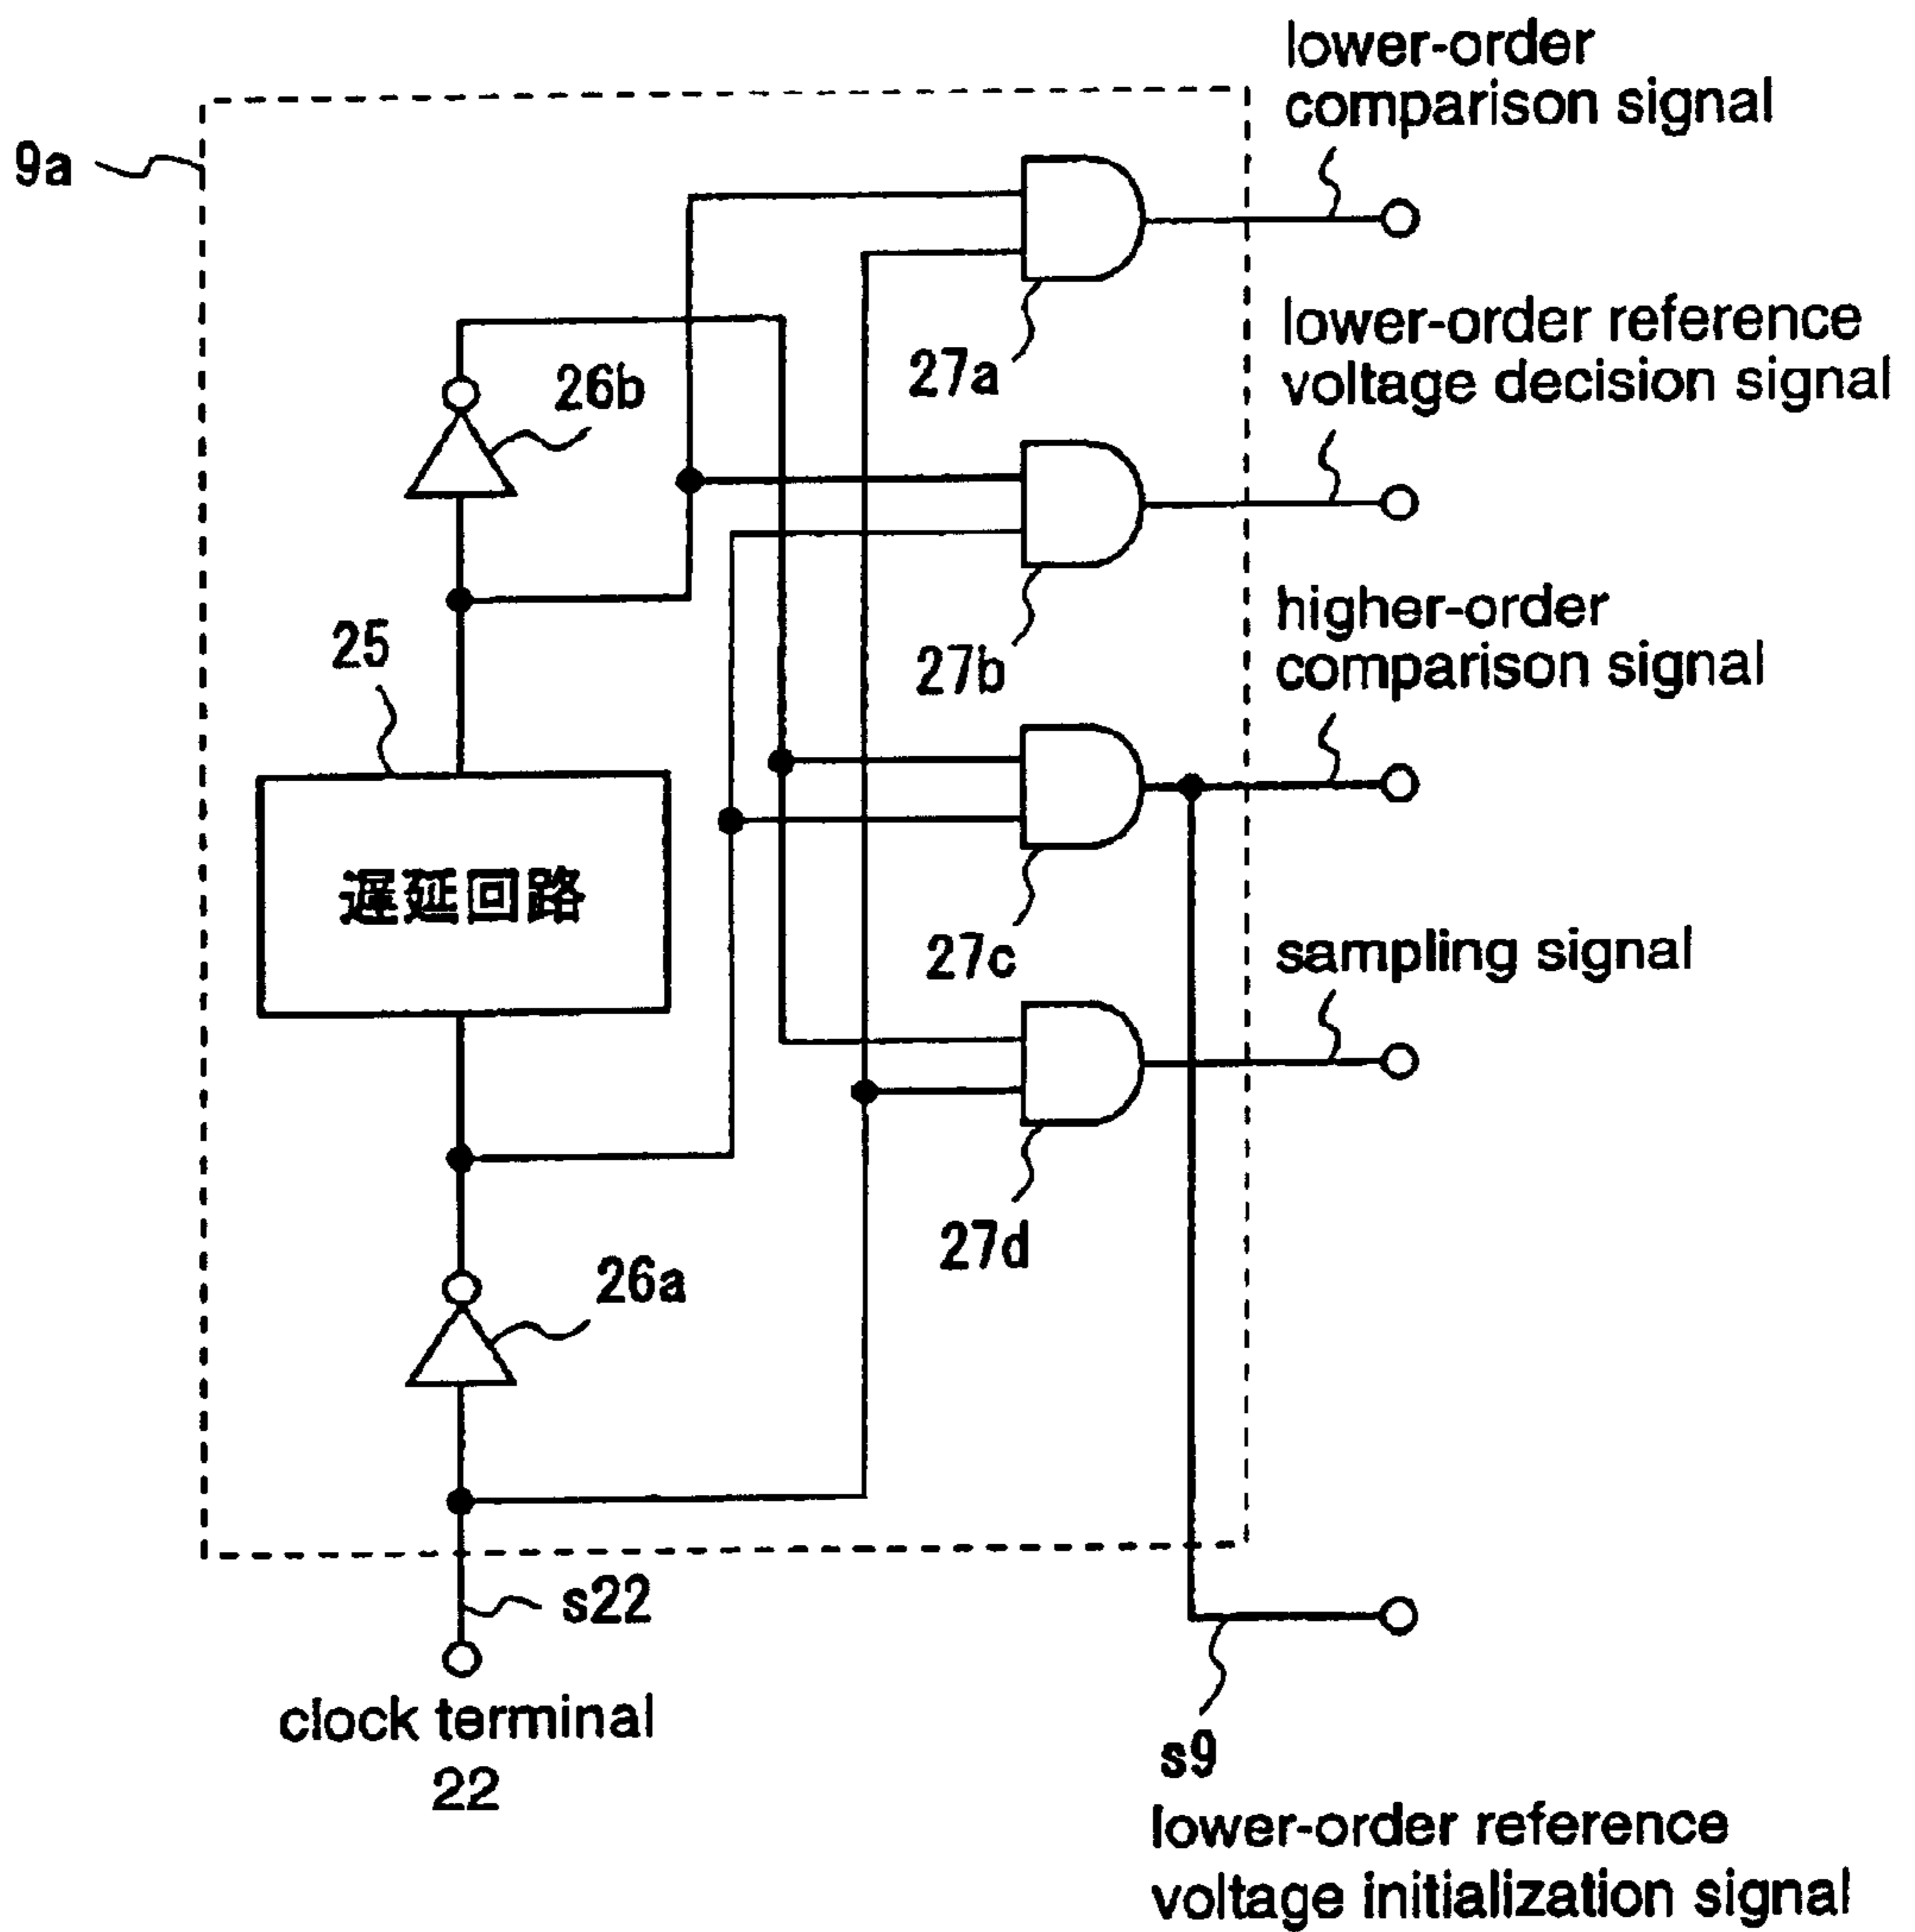 lower-order
comparison signal
9a
27a
lower-order reference
voltage decision signal
26b
27b
higher-order
comparison signal
25
遅延回路
27c
sampling signal
27d
26a
s22
clock terminal
22
s9
lower-order reference
voltage initialization signal